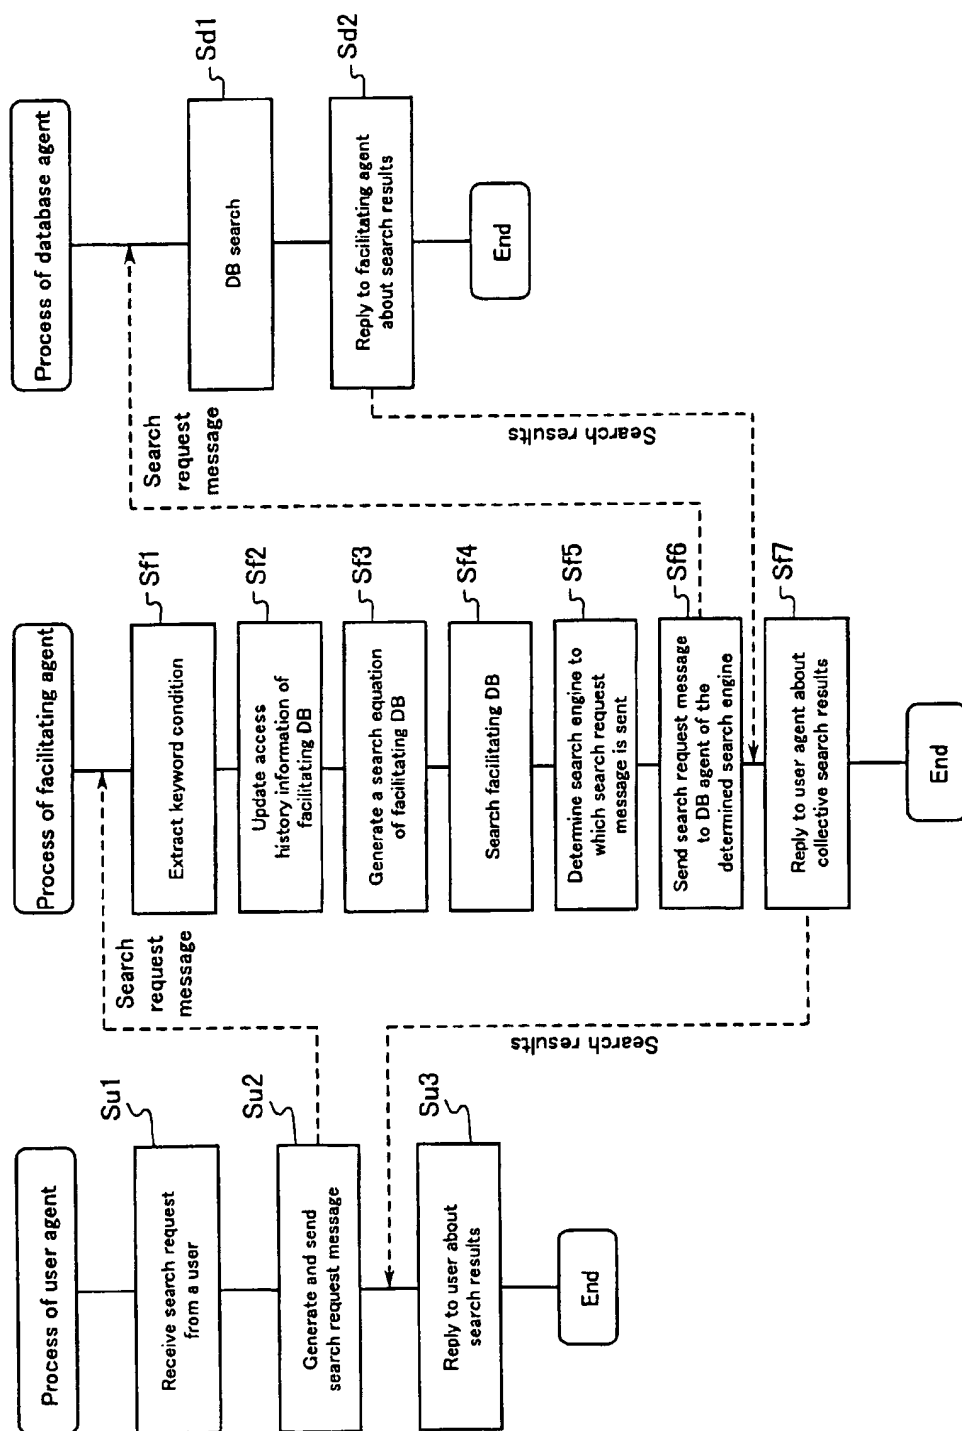 Process of user agent
Su1
Receive search request
from a user
Su2
Generate and send
search request message
Su3
Reply to user about
search results
End
Search
request
message
Search results
Process of facilitating agent
Sf1
Extract keyword condition
Sf2
Update access
history information of
facilitating DB
Sf3
Generate a search equation
of facilitating DB
Sf4
Search facilitating DB
Sf5
Determine search engine to
which search request
message is sent
Sf6
Send search request message
to DB agent of the
determined search engine
Sf7
Reply to user agent about
collective search results
End
Search
request
message
Search results
Process of database agent
Sd1
DB search
Sd2
Reply to facilitating agent
about search results
End